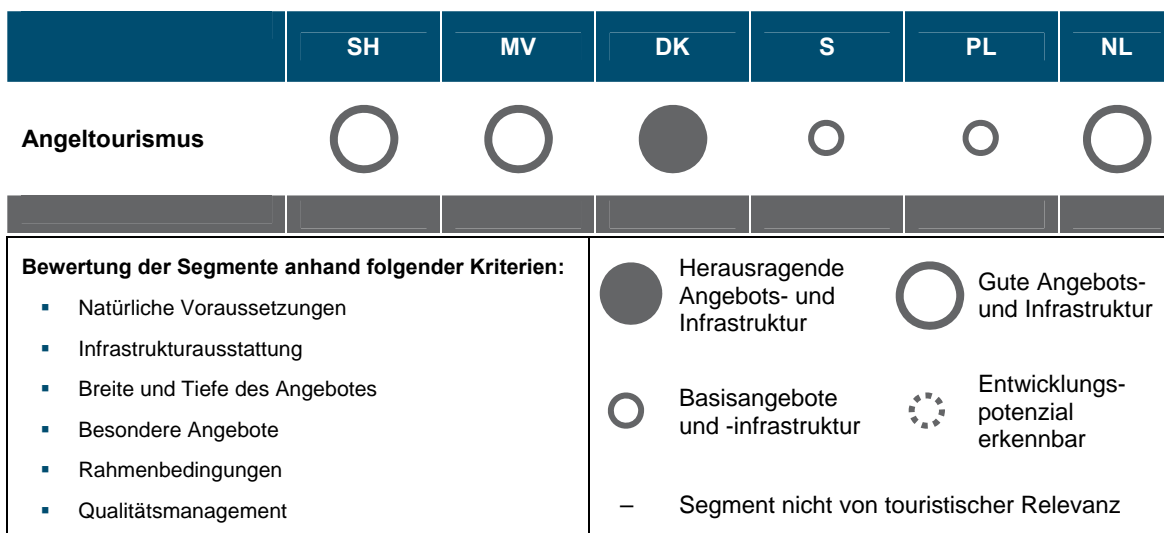 SH MV DK S PL NL
Angeltourismus
Bewertung der Segmente anhand folgender Kriterien:
▪ Natürliche Voraussetzungen
▪ Infrastrukturausstattung
▪ Breite und Tiefe des Angebotes
▪ Besondere Angebote
▪ Rahmenbedingungen
▪ Qualitätsmanagement
Herausragende
Angebots- und
Infrastruktur
Gute Angebots-
und Infrastruktur
Basisangebote
und -infrastruktur
Entwicklungs-
potenzial
erkennbar
– Segment nicht von touristischer Relevanz